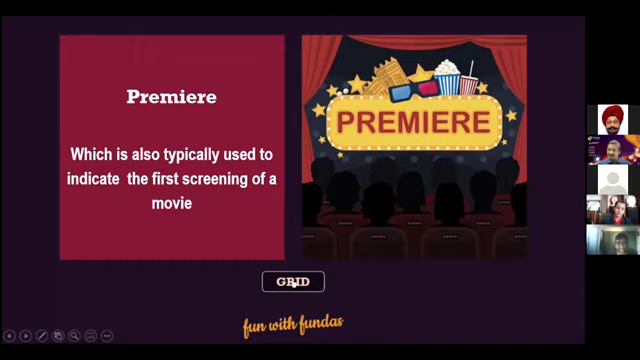 Premiere
Which is also typically used to
indicate the first screening of a
movie
PREMIERE
GRID
fun with fundas